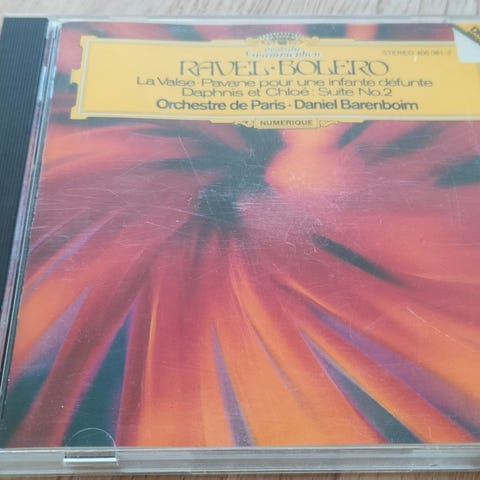 Deutsche
Grammophon
STEREO 400 061-2
RAVEL · BOLERO
La Valse · Pavane pour une infante défunte
Daphnis et Chloé : Suite No. 2
Orchestre de Paris · Daniel Barenboim
NUMERIQUE